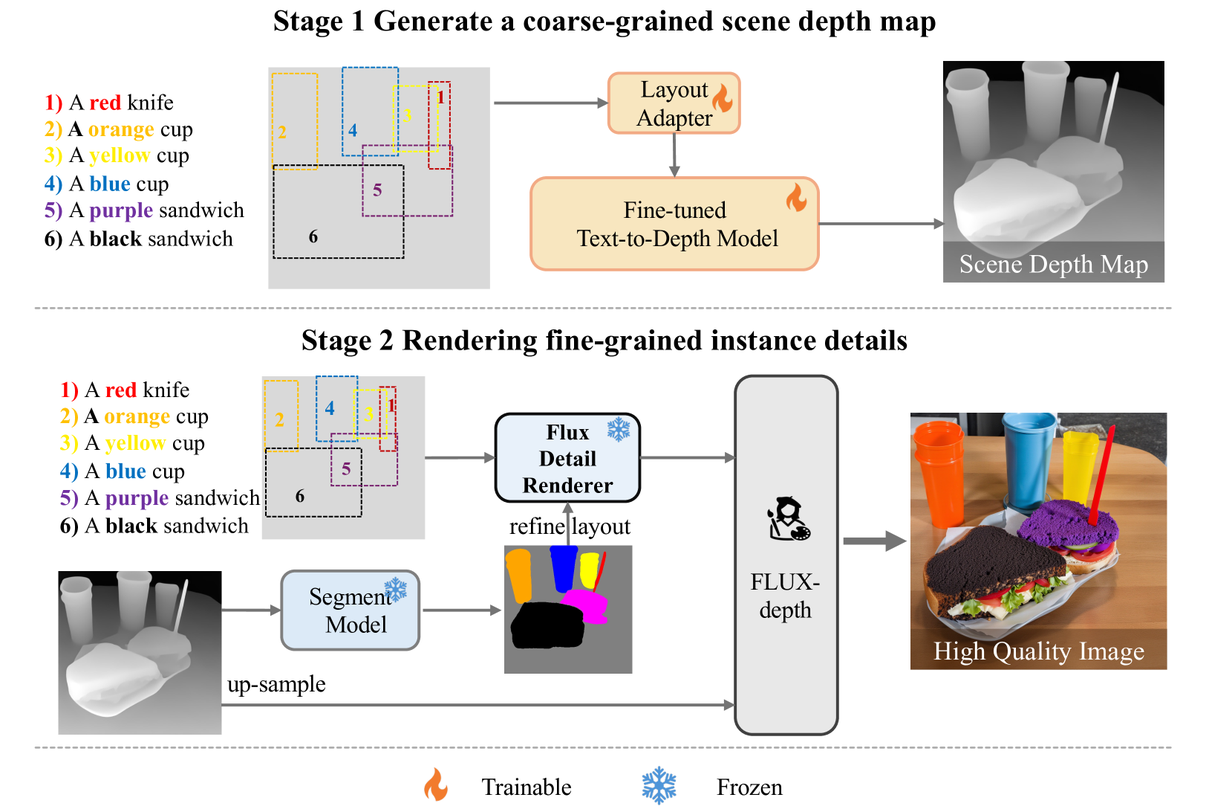 Stage 1 Generate a coarse-grained scene depth map
1) A red knife
2) A orange cup
3) A yellow cup
4) A blue cup
5) A purple sandwich
6) A black sandwich
2
4
3
1
5
6
Layout
Adapter
Fine-tuned
Text-to-Depth Model
Scene Depth Map
Stage 2 Rendering fine-grained instance details
1) A red knife
2) A orange cup
3) A yellow cup
4) A blue cup
5) A purple sandwich
6) A black sandwich
2
4
3
1
5
6
Flux
Detail
Renderer
refine layout
Segment
Model
up-sample
FLUX-
depth
High Quality Image
Trainable
Frozen